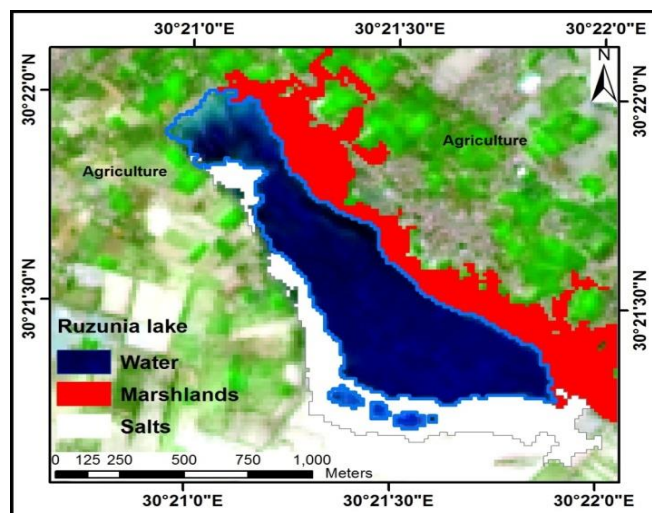 30°21'0"E 30°21'30"E 30°22'0"E
N
30°22'0"N 30°22'0"N
Agriculture
Agriculture
30°21'30"N 30°21'30"N
Ruzunia lake
Water
Marshlands
Salts
0 125 250 500 750 1,000
Meters
30°21'0"E 30°21'30"E 30°22'0"E